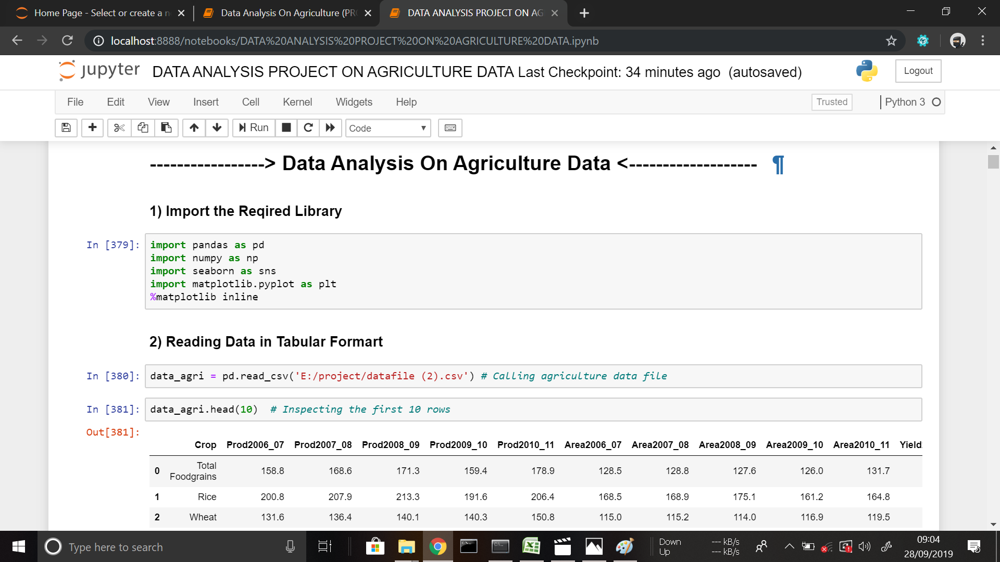 Home Page - Select or create a n
Data Analysis On Agriculture (PR
DATA ANALYSIS PROJECT ON AG
localhost:8888/notebooks/DATA%20ANALYSIS%20PROJECT%20ON%20AGRICULTURE%20DATA.ipynb
jupyter DATA ANALYSIS PROJECT ON AGRICULTURE DATA Last Checkpoint: 34 minutes ago (autosaved)
Logout
File Edit View Insert Cell Kernel Widgets Help
Trusted
Python 3
Run
Code
-----------------> Data Analysis On Agriculture Data <------------------- ¶
1) Import the Reqired Library
In [379]: import pandas as pd
import numpy as np
import seaborn as sns
import matplotlib.pyplot as plt
%matplotlib inline
2) Reading Data in Tabular Formart
In [380]: data_agri = pd.read_csv('E:/project/datafile (2).csv') # Calling agriculture data file
In [381]: data_agri.head(10)  # Inspecting the first 10 rows
Out[381]:
Crop Prod2006_07 Prod2007_08 Prod2008_09 Prod2009_10 Prod2010_11 Area2006_07 Area2007_08 Area2008_09 Area2009_10 Area2010_11 Yield
0 Total Foodgrains 158.8 168.6 171.3 159.4 178.9 128.5 128.8 127.6 126.0 131.7
1 Rice 200.8 207.9 213.3 191.6 206.4 168.5 168.9 175.1 161.2 164.8
2 Wheat 131.6 136.4 140.1 140.3 150.8 115.0 115.2 114.0 116.9 119.5
Type here to search
Down --- kB/s
Up --- kB/s
09:04
28/09/2019